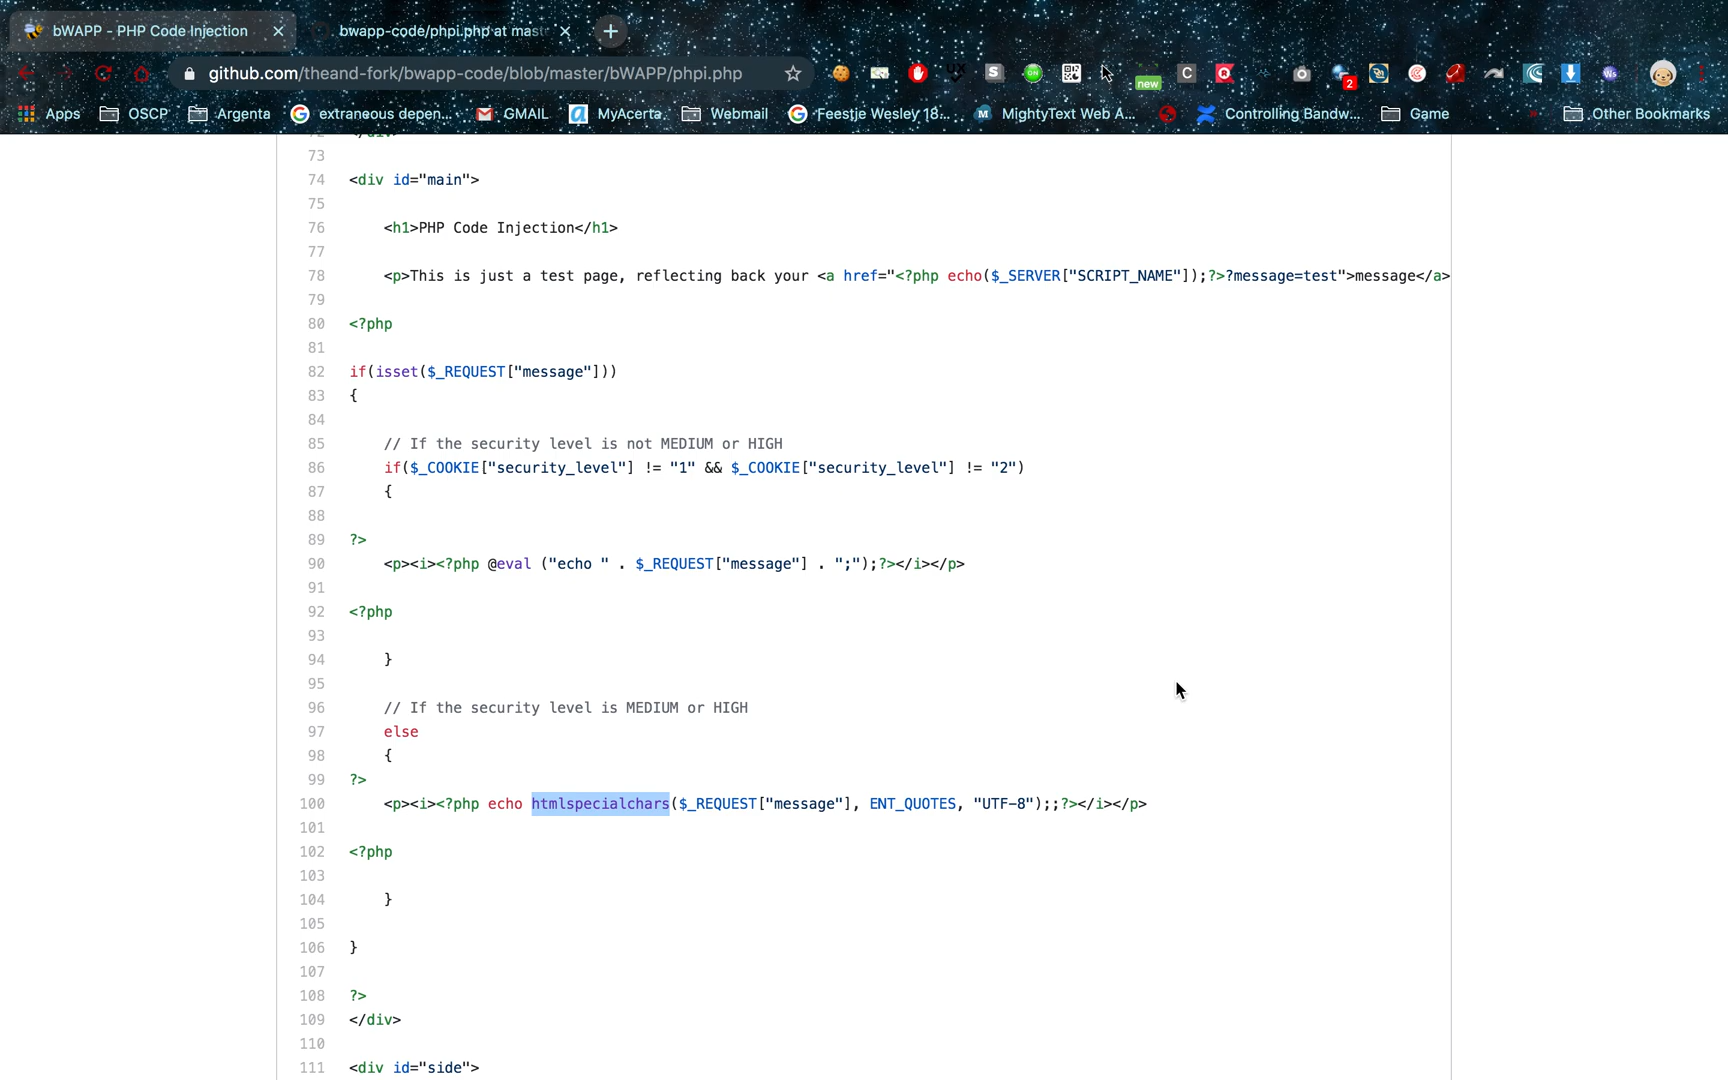 bWAPP - PHP Code Injection
bwapp-code/phpi.php at mast
github.com/theand-fork/bwapp-code/blob/master/bWAPP/phpi.php
new
2
Apps OSCP Argenta extraneous depen... GMAIL MyAcerta Webmail Feestje Wesley 18... MightyText Web A... Controlling Bandw... Game » Other Bookmarks
73
74 <div id="main">
75
76 <h1>PHP Code Injection</h1>
77
78 <p>This is just a test page, reflecting back your <a href="<?php echo($_SERVER["SCRIPT_NAME"]);?>?message=test">message</a>
79
80 <?php
81
82 if(isset($_REQUEST["message"]))
83 {
84
85 // If the security level is not MEDIUM or HIGH
86 if($_COOKIE["security_level"] != "1" && $_COOKIE["security_level"] != "2")
87 {
88
89 ?>
90 <p><i><?php @eval ("echo " . $_REQUEST["message"] . ";");?></i></p>
91
92 <?php
93
94 }
95
96 // If the security level is MEDIUM or HIGH
97 else
98 {
99 ?>
100 <p><i><?php echo htmlspecialchars($_REQUEST["message"], ENT_QUOTES, "UTF-8");;?></i></p>
101
102 <?php
103
104 }
105
106 }
107
108 ?>
109 </div>
110
111 <div id="side">